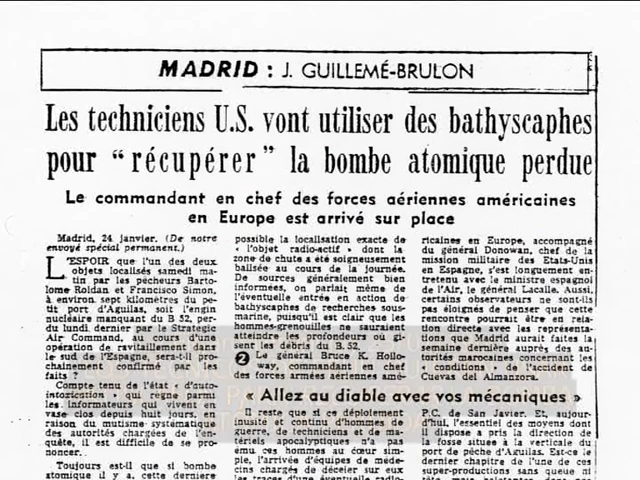 MADRID : J. GUILLEMÉ-BRULON
Les techniciens U.S. vont utiliser des bathyscaphes
pour “récupérer” la bombe atomique perdue
Le commandant en chef des forces aériennes américaines
en Europe est arrivé sur place
Madrid, 24 janvier. (De notre
envoyé spécial permanent.)
L'ESPOIR que l'un des deux
objets localisés samedi ma-
tin par les pêcheurs Barto-
lome Roldan et Francisco Simon,
à environ sept kilomètres du pe-
tit port d'Aguilas, soit l'engin
nucléaire manquant du B. 52, per-
du lundi dernier par le Strategic
Air Command, au cours d'une
opération de ravitaillement dans
le sud de l'Espagne, sera-t-il pro-
chainement confirmé par les
faits ?
Compte tenu de l'état « d'auto-
intoxication » qui règne parmi
les informateurs qui vivent en
vase clos depuis huit jours, en
raison du mutisme systématique
des autorités chargées de l'en-
quête, il est difficile de se pro-
noncer.
Toujours est-il que si bombe
atomique il y a, cette dernière
possible la localisation exacte de
« l'objet radio-actif » dont la
zone de chute a été soigneusement
balisée au cours de la journée.
De sources généralement bien
informées, on parlait même de
l'éventuelle entrée en action de
bathyscaphes de recherches sous-
marine, puisqu'il est clair que les
hommes-grenouilles ne sauraient
atteindre les profondeurs où gi-
sent les débris du B. 52.
2 Le général Bruce K. Hollo-
way, commandant en chef
des forces armées aériennes amé-
ricaines en Europe, accompagné
du général Donowan, chef de la
mission militaire des Etats-Unis
en Espagne, s'est longuement en-
tretenu avec le ministre espagnol
de l'Air, le général Lacalle. Aussi,
certains observateurs ne sont-ils
pas éloignés de penser que cette
rencontre pourrait être en rela-
tion directe avec les représenta-
tions que Madrid aurait faites la
semaine dernière auprès des au-
torités marocaines concernant les
« conditions » de l'accident de
Cuevas del Almanzora.
« Allez au diable avec vos mécaniques »
Il reste que si ce déploiement
inusité et continu d'hommes de
guerre, de techniciens et de ma-
tériels apocalyptiques n'a pas
ému ces hommes au cœur sim-
ple, l'arrivée d'équipes de méde-
cins chargés de déceler sur eux
les traces d'une éventuelle radio-
P.C. de San Javier. Et, aujour-
d'hui, l'essentiel des moyens dont
il dispose a pris la direction de
la fosse située à la verticale du
port de pêche d'Aguilas. Est-ce le
dernier chapitre de l'une de ces
super-productions sans queue ni